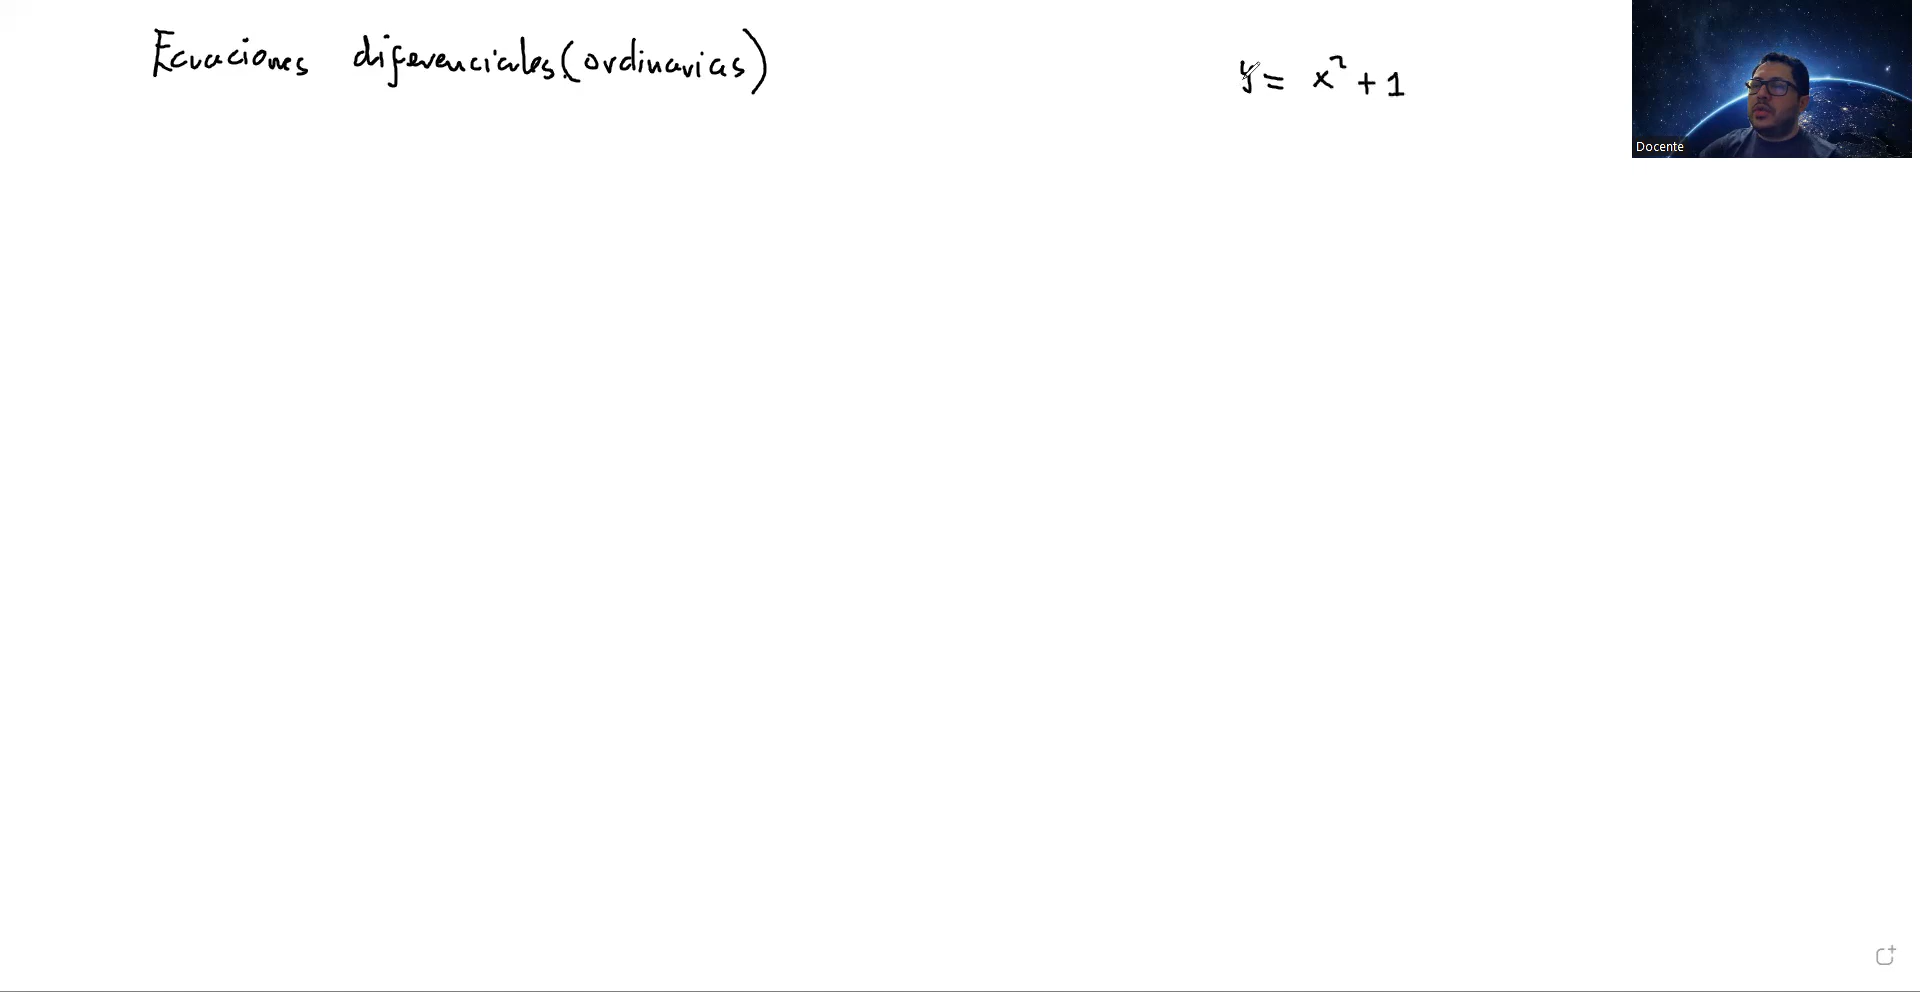 Ecuaciones diferenciales (ordinarias)
y = x² + 1
Docente